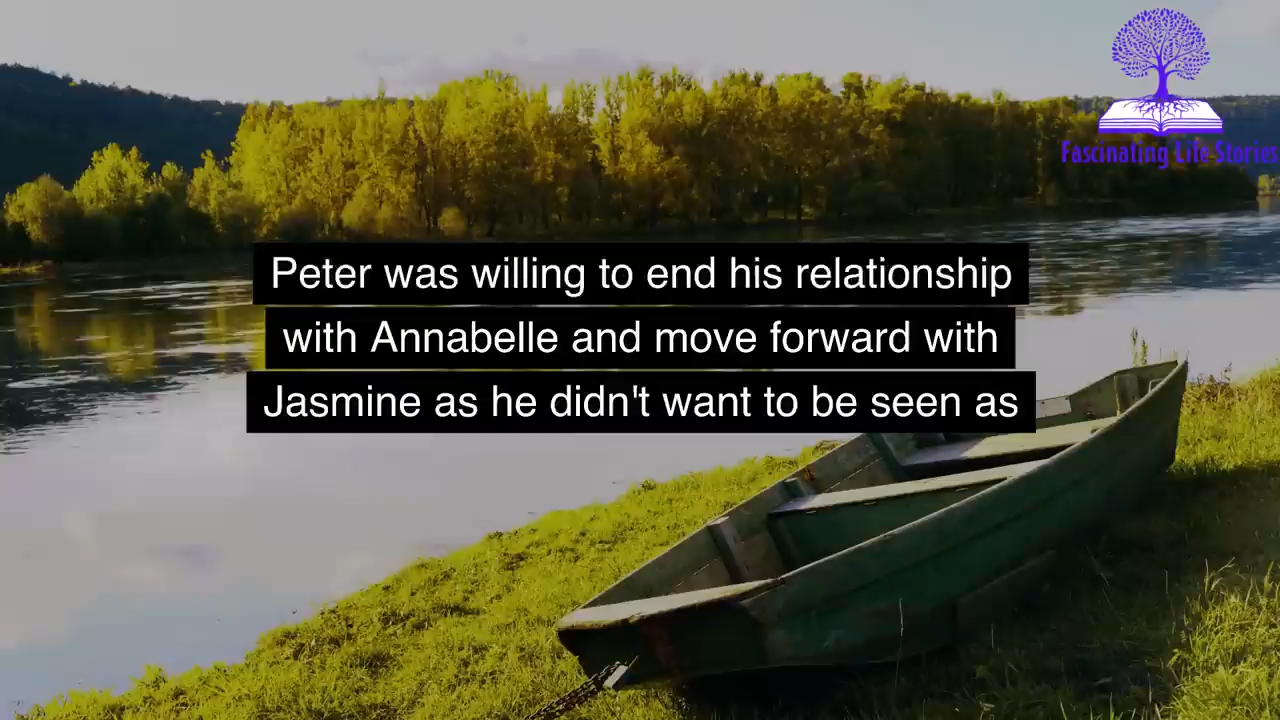 Fascinating Life Stories
Peter was willing to end his relationship
with Annabelle and move forward with
Jasmine as he didn't want to be seen as